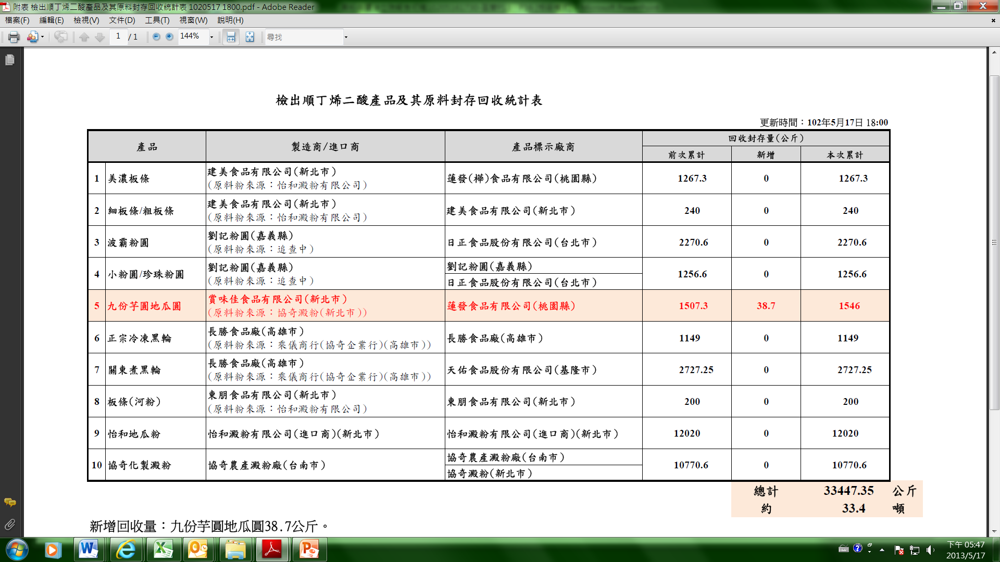 附表 檢出順丁烯二酸產品及其原料封存回收統計表 1020517 1800.pdf - Adobe Reader
檔案(F) 編輯(E) 檢視(V) 文件(D) 工具(T) 視窗(W) 說明(H)
1 / 1 144% 尋找
檢出順丁烯二酸產品及其原料封存回收統計表
更新時間：102年5月17日 18:00
產品 製造商/進口商 產品標示廠商 回收封存量(公斤)
前次累計 新增 本次累計
1 美濃板條 建美食品有限公司(新北市) 蓮發(樺)食品有限公司(桃園縣) 1267.3 0 1267.3
(原料粉來源：怡和澱粉有限公司)
2 細板條/粗板條 建美食品有限公司(新北市) 建美食品有限公司(新北市) 240 0 240
(原料粉來源：怡和澱粉有限公司)
3 波霸粉圓 劉記粉圓(嘉義縣) 日正食品股份有限公司(台北市) 2270.6 0 2270.6
(原料粉來源：追查中)
4 小粉圓/珍珠粉圓 劉記粉圓(嘉義縣) 劉記粉圓(嘉義縣) 1256.6 0 1256.6
(原料粉來源：追查中) 日正食品股份有限公司(台北市)
5 九份芋圓地瓜圓 賞味佳食品有限公司(新北市) 蓮發食品有限公司(桃園縣) 1507.3 38.7 1546
(原料粉來源：協奇澱粉(新北市))
6 正宗冷凍黑輪 長勝食品廠(高雄市) 長勝食品廠(高雄市) 1149 0 1149
(原料粉來源：乘儀商行(協奇企業行)(高雄市))
7 關東煮黑輪 長勝食品廠(高雄市) 天佑食品股份有限公司(基隆市) 2727.25 0 2727.25
(原料粉來源：乘儀商行(協奇企業行)(高雄市))
8 板條(河粉) 東朋食品有限公司(新北市) 東朋食品有限公司(新北市) 200 0 200
(原料粉來源：怡和澱粉有限公司)
9 怡和地瓜粉 怡和澱粉有限公司(進口商)(新北市) 怡和澱粉有限公司(進口商)(新北市) 12020 0 12020
10 協奇化製澱粉 協奇農產澱粉廠(台南市) 協奇農產澱粉廠(台南市) 10770.6 0 10770.6
協奇澱粉(新北市)
總計 33447.35 公斤
約 33.4 噸
新增回收量：九份芋圓地瓜圓38.7公斤。
下午 05:47
2013/5/17